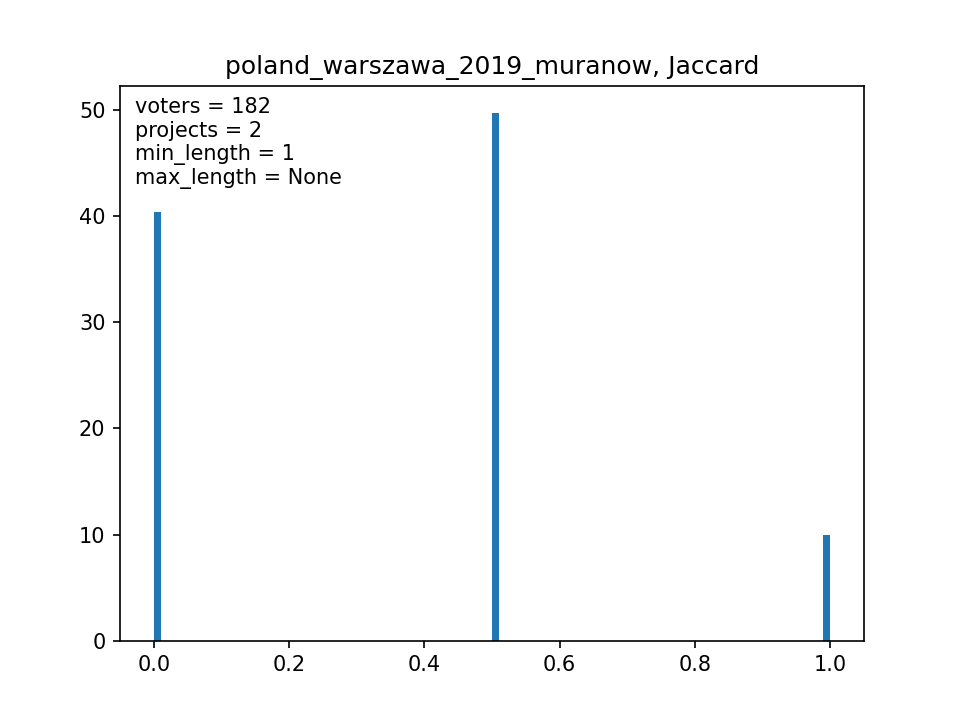 poland_warszawa_2019_muranow, Jaccard
voters = 182
projects = 2
min_length = 1
max_length = None
50
40
30
20
10
0
0.0 0.2 0.4 0.6 0.8 1.0